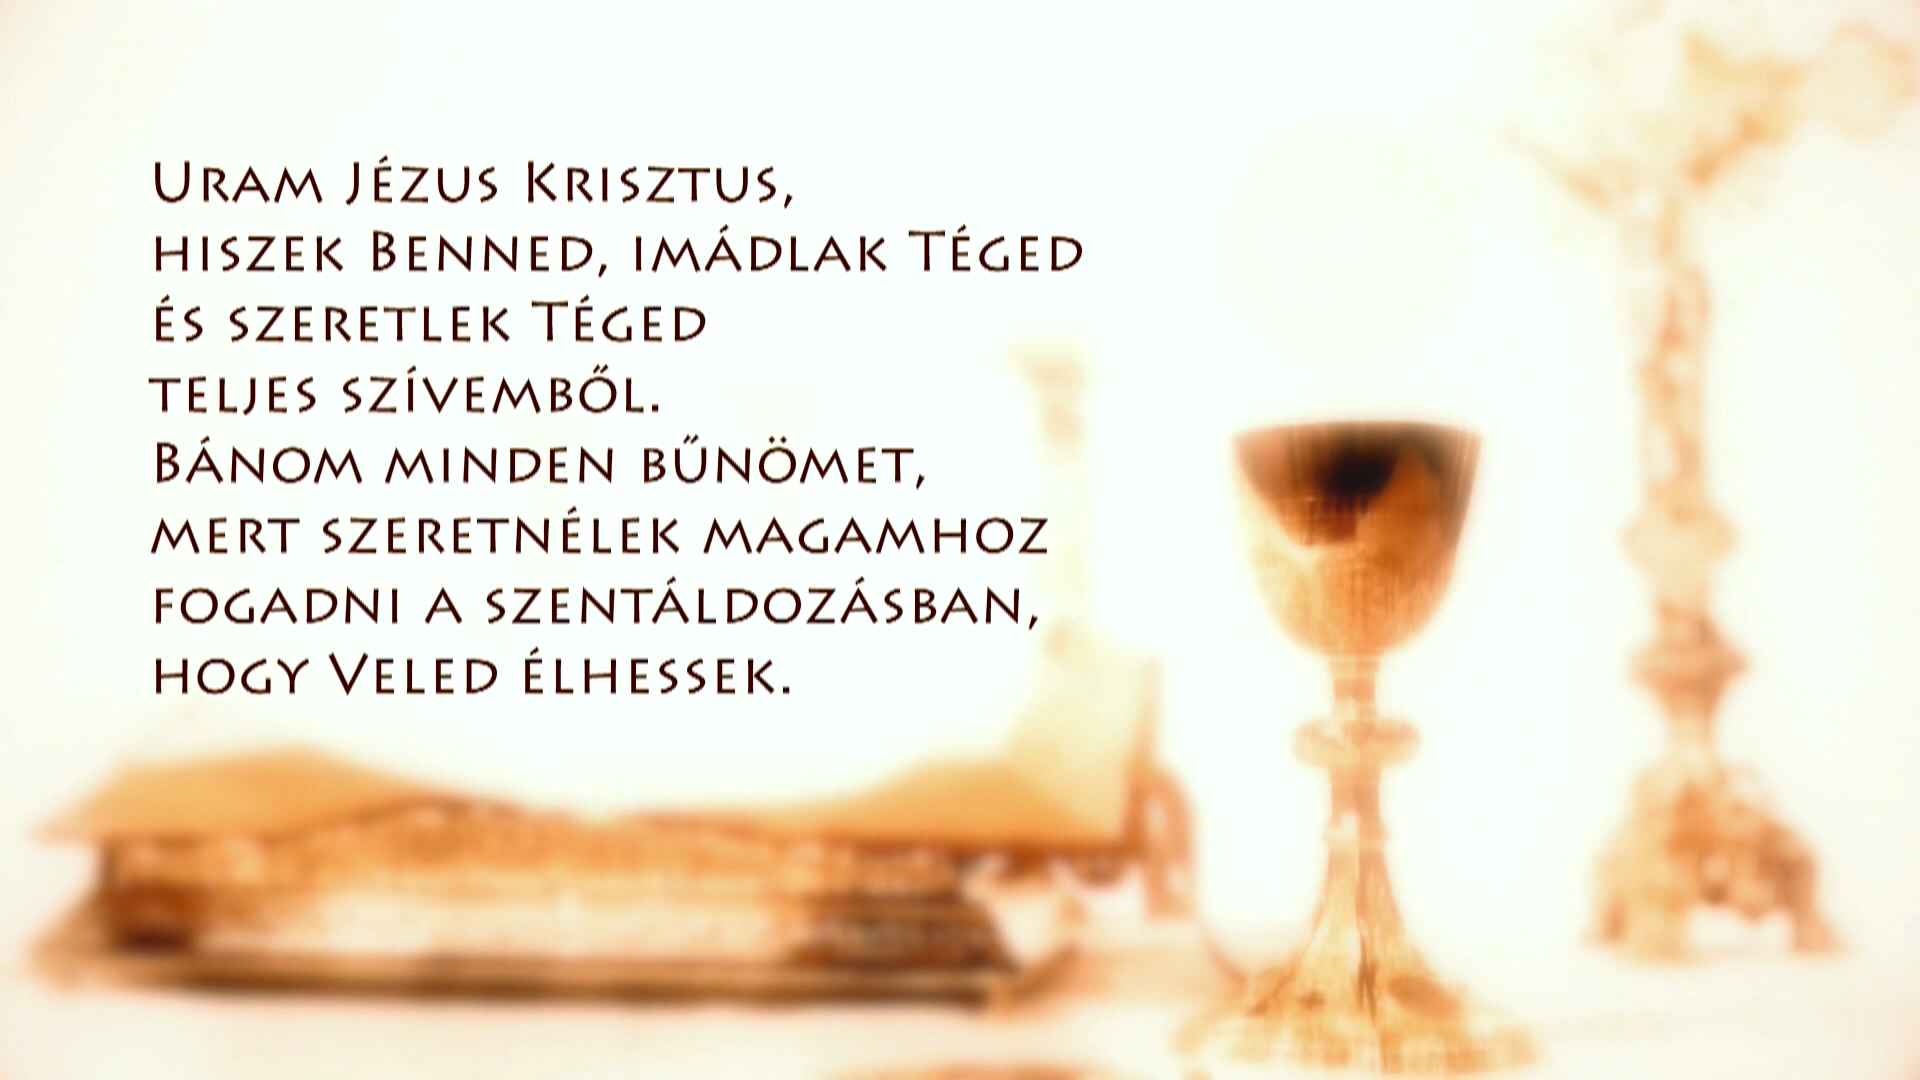 Uram Jézus Krisztus,
hiszek Benned, imádlak Téged
és szeretlek Téged
teljes szívemből.
Bánom minden bűnömet,
mert szeretnélek magamhoz
fogadni a szentáldozásban,
hogy Veled élhessek.